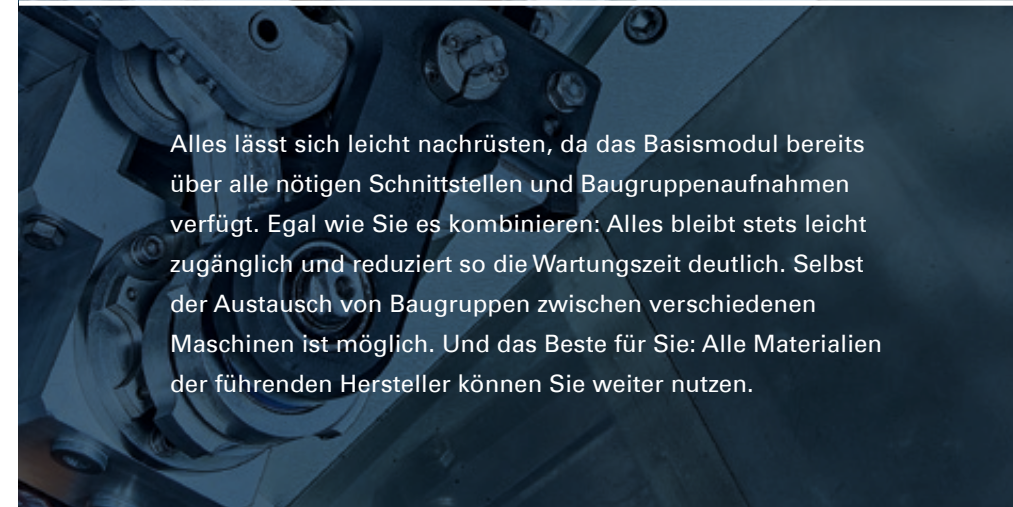 Alles lässt sich leicht nachrüsten, da das Basismodul bereits
über alle nötigen Schnittstellen und Baugruppenaufnahmen
verfügt. Egal wie Sie es kombinieren: Alles bleibt stets leicht
zugänglich und reduziert so die Wartungszeit deutlich. Selbst
der Austausch von Baugruppen zwischen verschiedenen
Maschinen ist möglich. Und das Beste für Sie: Alle Materialien
der führenden Hersteller können Sie weiter nutzen.